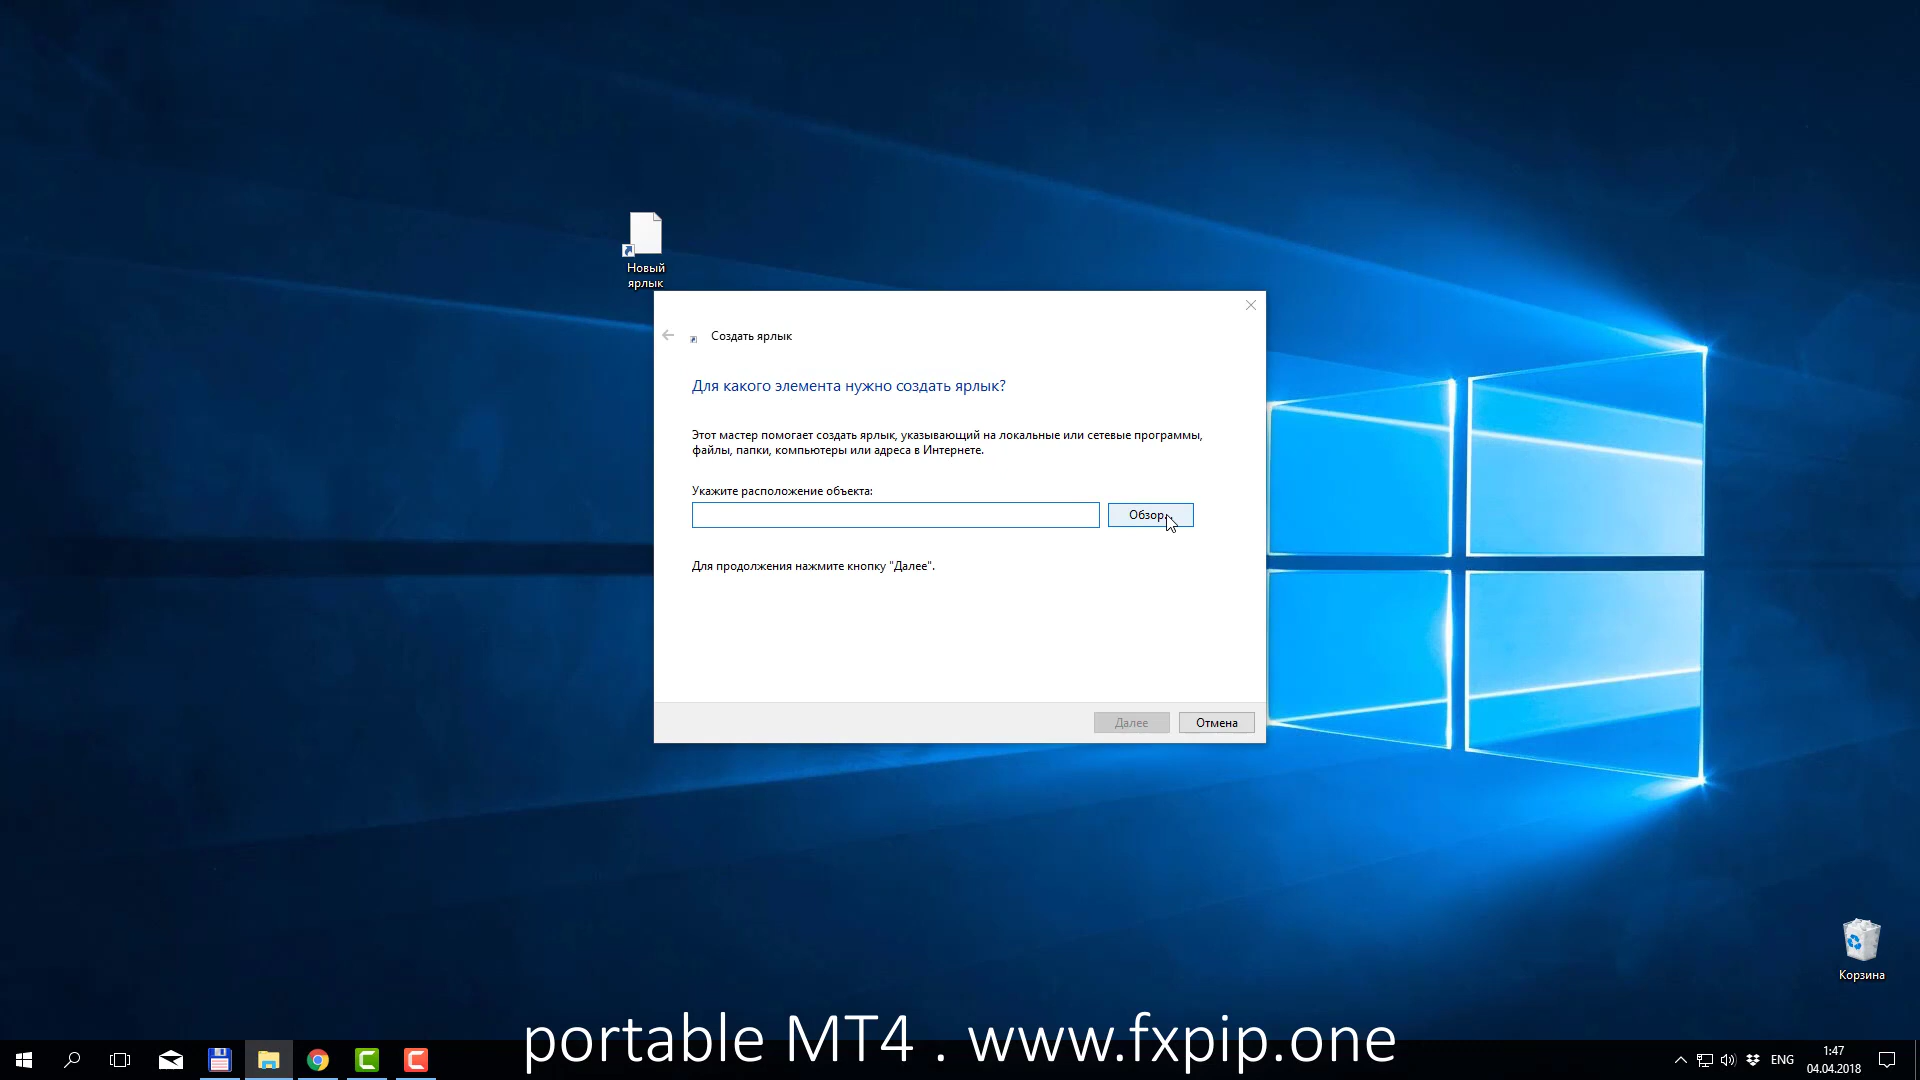 Новый
ярлык
Создать ярлык
Для какого элемента нужно создать ярлык?
Этот мастер помогает создать ярлык, указывающий на локальные или сетевые программы,
файлы, папки, компьютеры или адреса в Интернете.
Укажите расположение объекта:
Обзор...
Для продолжения нажмите кнопку "Далее".
Далее
Отмена
Корзина
portable MT4 . www.fxpip.one
ENG
1:47
04.04.2018